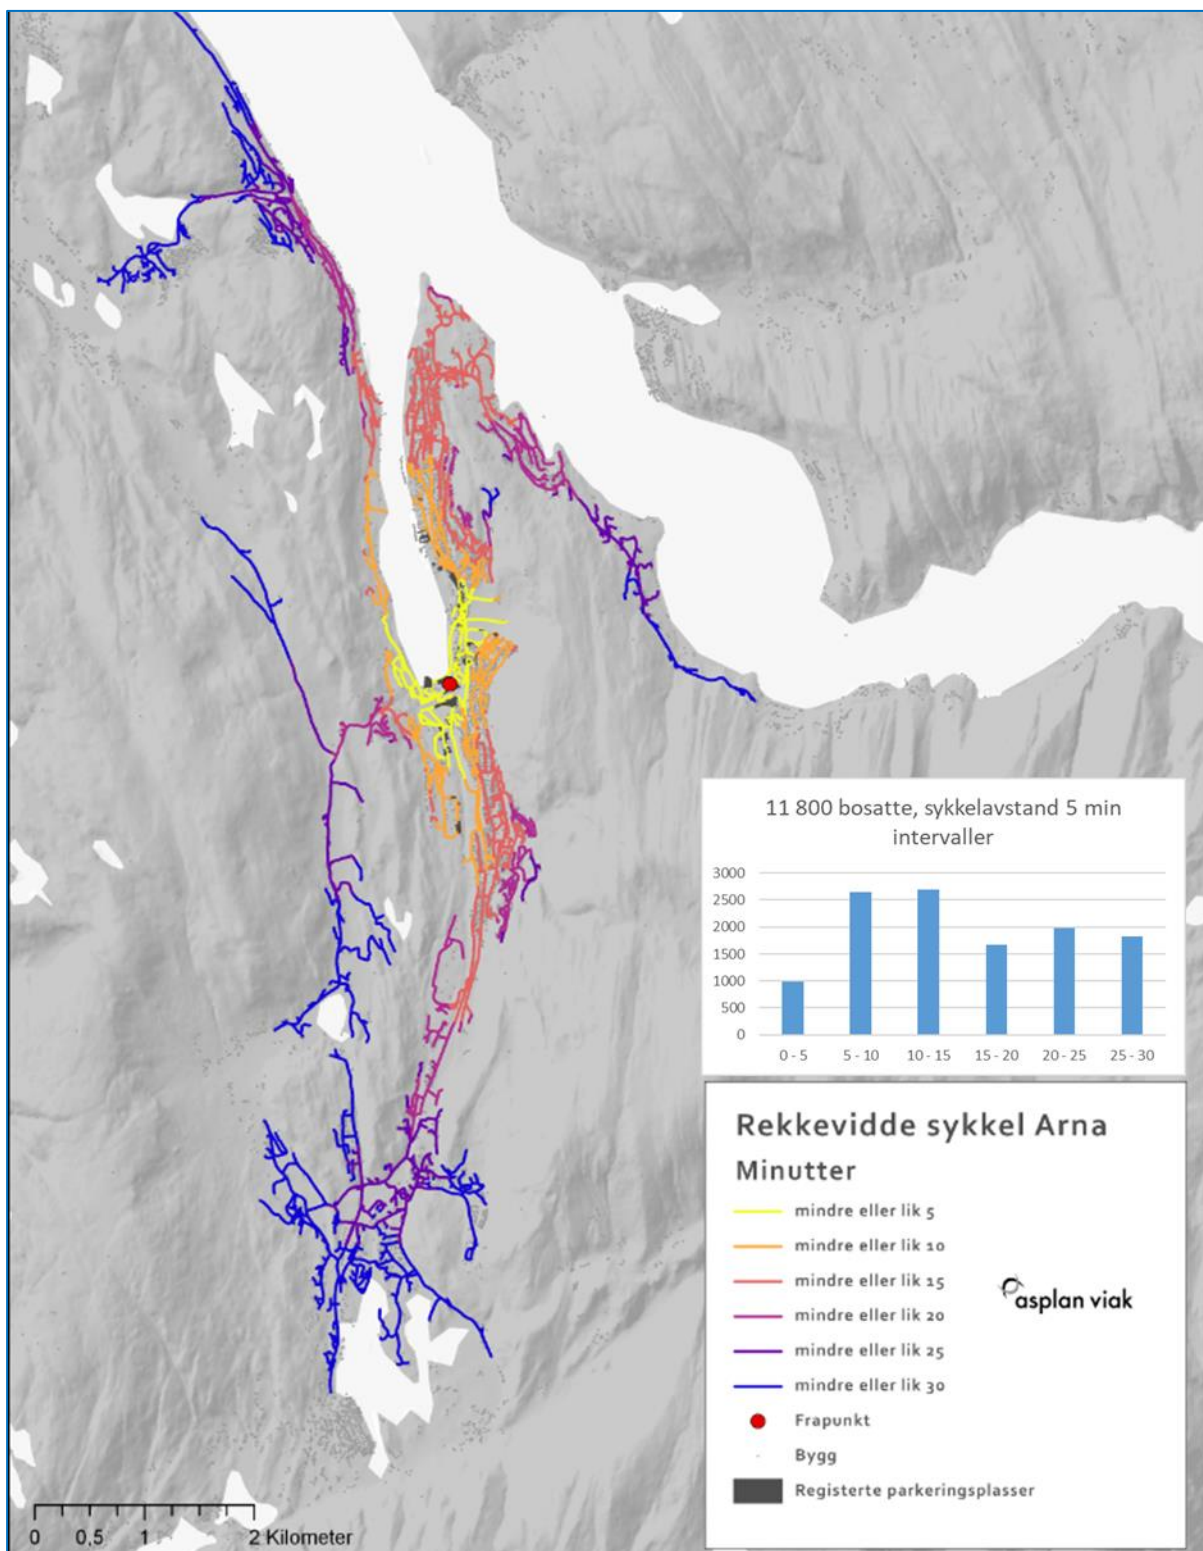 11 800 bosatte, sykkelavstand 5 min
intervaller
3000
2500
2000
1500
1000
500
0
0 - 5 5 - 10 10 - 15 15 - 20 20 - 25 25 - 30
Rekkevidde sykkel Arna
Minutter
mindre eller lik 5
mindre eller lik 10
mindre eller lik 15
asplan viak
mindre eller lik 20
mindre eller lik 25
mindre eller lik 30
Frapunkt
Bygg
Registerte parkeringsplasser
0 0,5 1 2 Kilometer